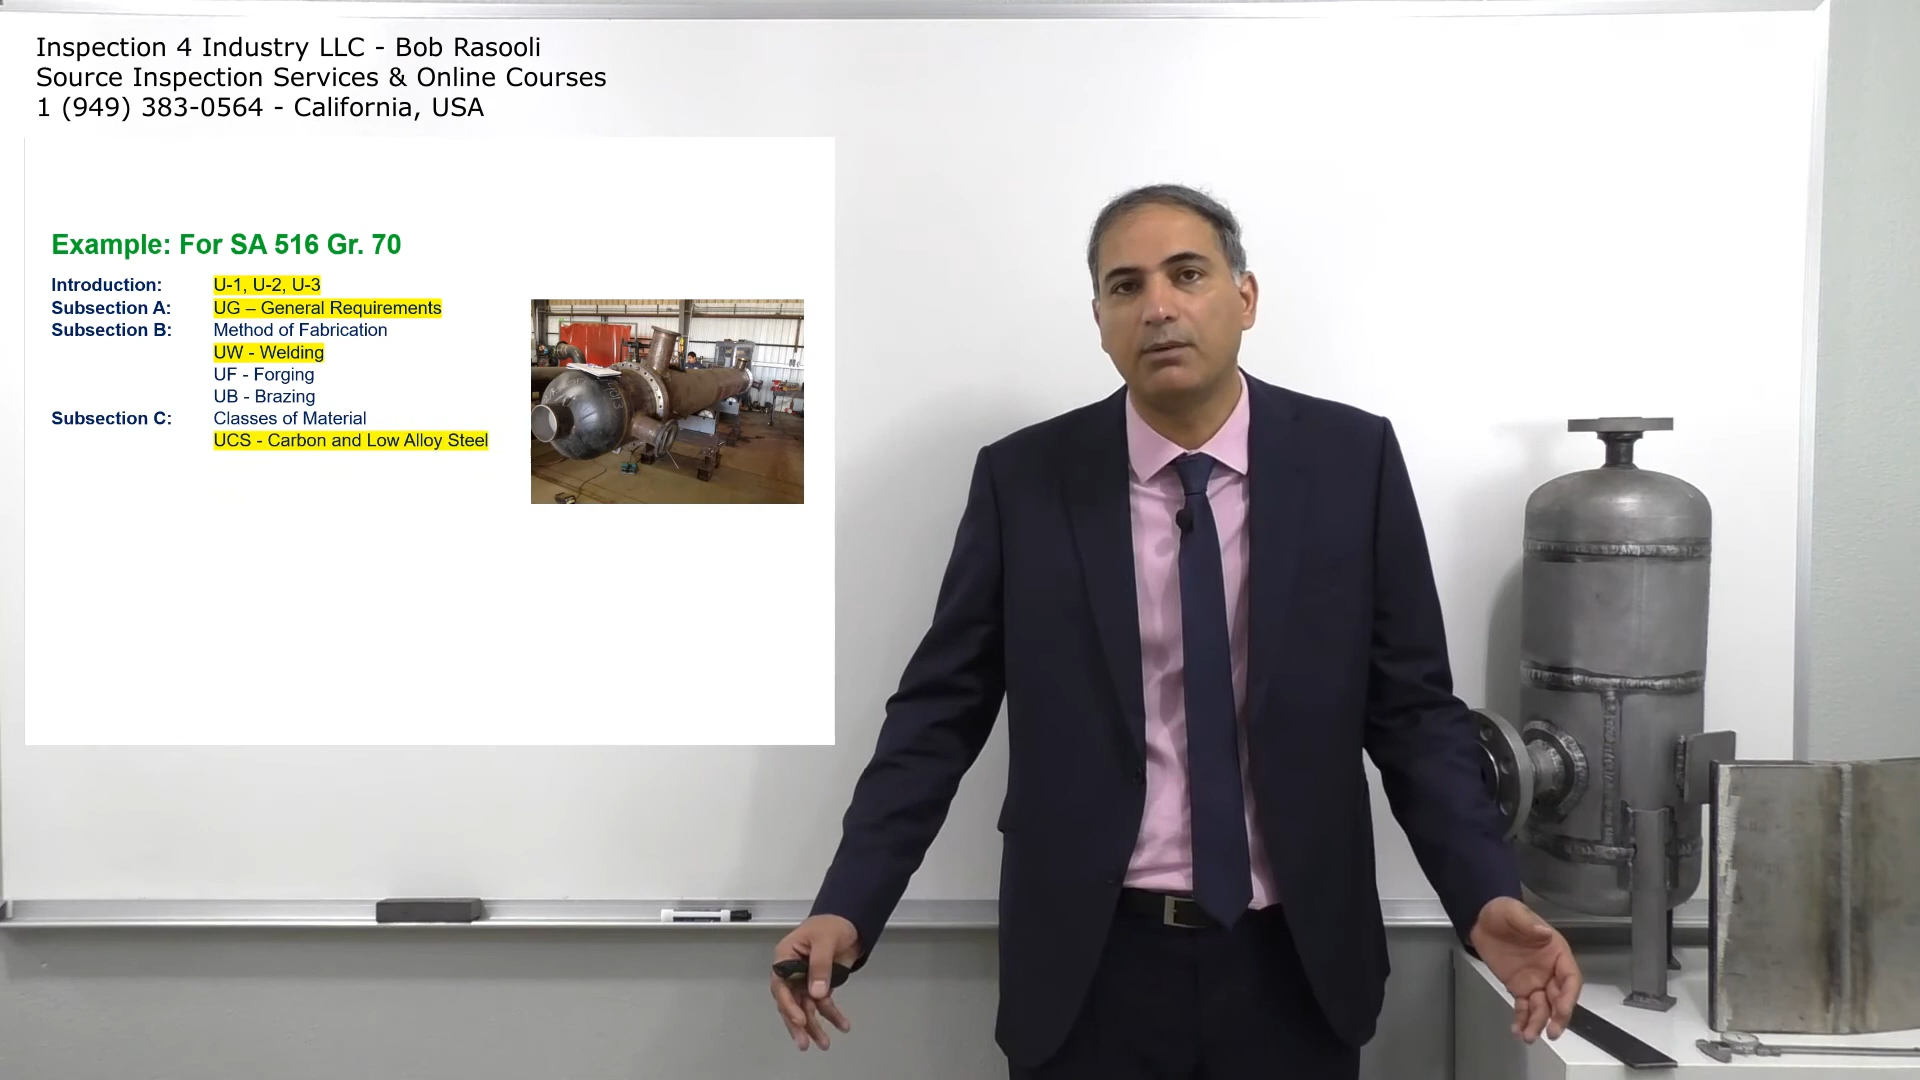 Inspection 4 Industry LLC - Bob Rasooli
Source Inspection Services & Online Courses
1 (949) 383-0564 - California, USA
Example: For SA 516 Gr. 70
Introduction: U-1, U-2, U-3
Subsection A: UG – General Requirements
Subsection B: Method of Fabrication
UW - Welding
UF - Forging
UB - Brazing
Subsection C: Classes of Material
UCS - Carbon and Low Alloy Steel